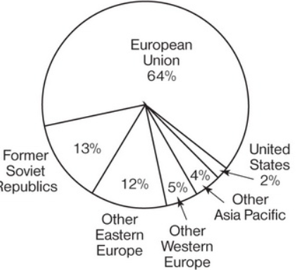 European
Union
64%
United
States
2%
4%
Other
Asia Pacific
5%
Other
Western
Europe
12%
Other
Eastern
Europe
13%
Former
Soviet
Republics